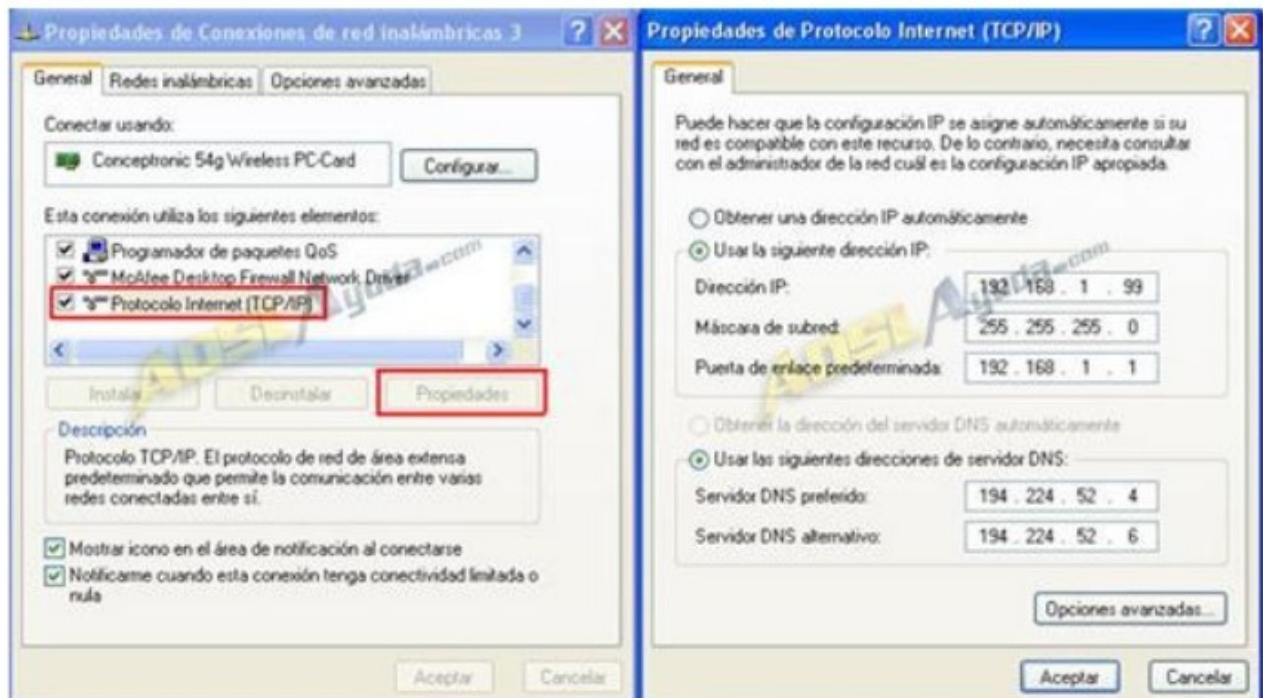 Propiedades de Conexiones de red inalámbricas 3
General
Redes inalámbricas
Opciones avanzadas
Conectar usando:
Conceptronic 54g Wireless PC-Card
Configurar...
Esta conexión utiliza los siguientes elementos:
Programador de paquetes QoS
McAfee Desktop Firewall Network Driver
Protocolo Internet (TCP/IP)
Instalar...
Desinstalar
Propiedades
Descripción
Protocolo TCP/IP. El protocolo de red de área extensa
predeterminado que permite la comunicación entre varias
redes conectadas entre sí.
Mostrar icono en el área de notificación al conectarse
Notificarme cuando esta conexión tenga conectividad limitada o
nula
Aceptar
Cancelar
AdslAyuda.com
Propiedades de Protocolo Internet (TCP/IP)
General
Puede hacer que la configuración IP se asigne automáticamente si su
red es compatible con este recurso. De lo contrario, necesita consultar
con el administrador de la red cuál es la configuración IP apropiada.
Obtener una dirección IP automáticamente
Usar la siguiente dirección IP:
Dirección IP: 192 . 168 . 1 . 99
Máscara de subred: 255 . 255 . 255 . 0
Puerta de enlace predeterminada: 192 . 168 . 1 . 1
Obtener la dirección del servidor DNS automáticamente
Usar las siguientes direcciones de servidor DNS:
Servidor DNS preferido: 194 . 224 . 52 . 4
Servidor DNS alternativo: 194 . 224 . 52 . 6
Opciones avanzadas...
Aceptar
Cancelar
AdslAyuda.com